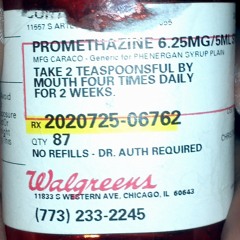 11557 S ART
PROMETHAZINE 6.25MG/5ML
MFG CARACO - Generic for PHENERGAN SYRUP PLAIN
TAKE 2 TEASPOONSFUL BY
MOUTH FOUR TIMES DAILY
FOR 2 WEEKS.
RX 2020725-06762
QTY 87
NO REFILLS - DR. AUTH REQUIRED
Walgreens
11833 S WESTERN AVE, CHICAGO, IL 60643
(773) 233-2245